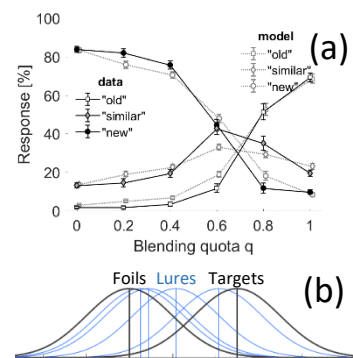 100
80
60
40
20
0
Response [%]
(a)
data
"old"
"similar"
"new"
model
"old"
"similar"
"new"
0 0.2 0.4 0.6 0.8 1
Blending quota q
Foils Lures Targets
(b)